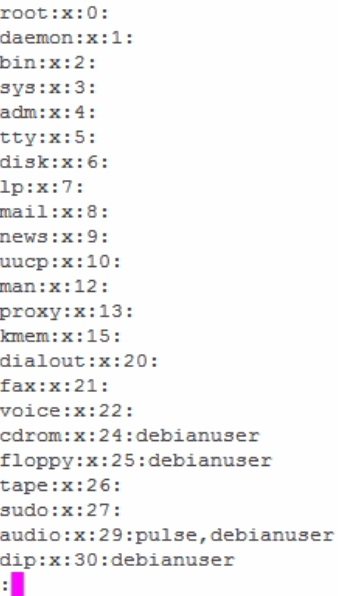 root:x:0:
daemon:x:1:
bin:x:2:
sys:x:3:
adm:x:4:
tty:x:5:
disk:x:6:
lp:x:7:
mail:x:8:
news:x:9:
uucp:x:10:
man:x:12:
proxy:x:13:
kmem:x:15:
dialout:x:20:
fax:x:21:
voice:x:22:
cdrom:x:24:debianuser
floppy:x:25:debianuser
tape:x:26:
sudo:x:27:
audio:x:29:pulse,debianuser
dip:x:30:debianuser
: